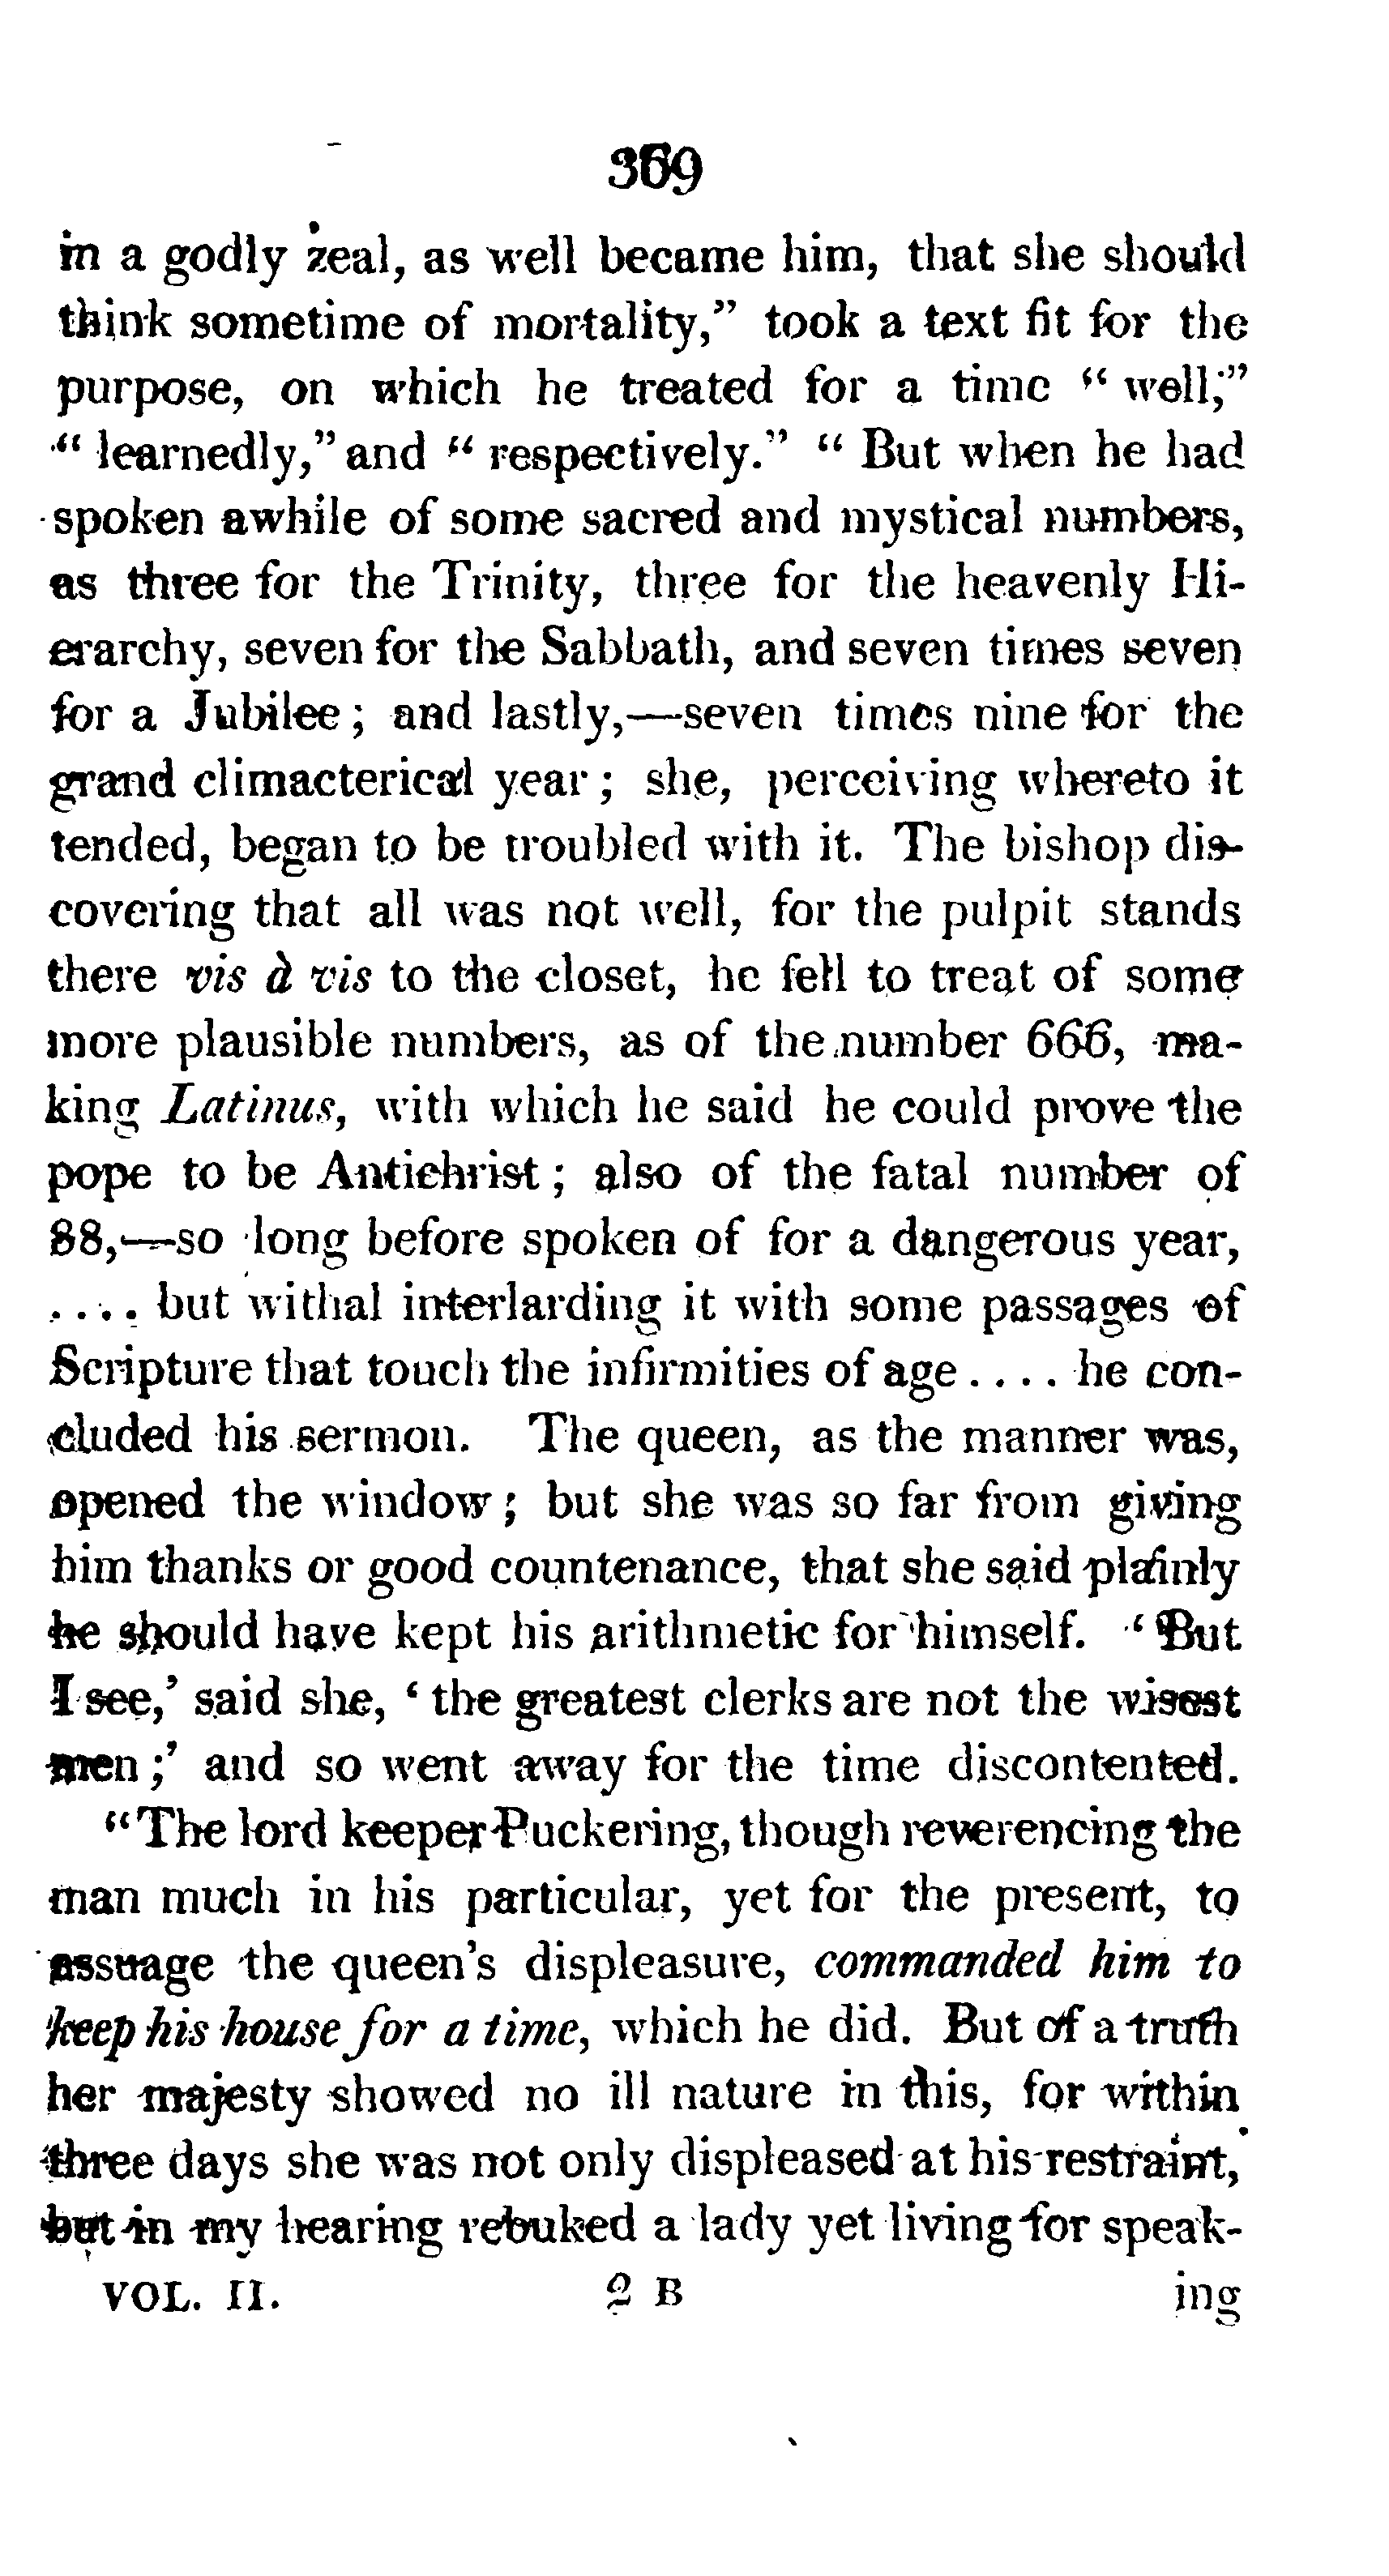 369
in a godly zeal, as well became him, that she should
think sometime of mortality,” took a text fit for the
purpose, on which he treated for a time “ well;”
“ learnedly,” and “ respectively.” “ But when he had
spoken awhile of some sacred and mystical numbers,
as three for the Trinity, three for the heavenly Hi-
erarchy, seven for the Sabbath, and seven times seven
for a Jubilee ; and lastly,—seven times nine for the
grand climacterical year ; she, perceiving whereto it
tended, began to be troubled with it. The bishop dis-
covering that all was not well, for the pulpit stands
there vis à vis to the closet, he fell to treat of some
more plausible numbers, as of the number 666, ma-
king Latinus, with which he said he could prove the
pope to be Antichrist ; also of the fatal number of
88,—so long before spoken of for a dangerous year,
.... but withal interlarding it with some passages of
Scripture that touch the infirmities of age .... he con-
cluded his sermon. The queen, as the manner was,
opened the window ; but she was so far from giving
him thanks or good countenance, that she said plainly
he should have kept his arithmetic for himself. ‘ But
I see,’ said she, ‘ the greatest clerks are not the wisest
men ;’ and so went away for the time discontented.
“ The lord keeper Puckering, though reverencing the
man much in his particular, yet for the present, to
assuage the queen’s displeasure, commanded him to
keep his house for a time, which he did. But of a truth
her majesty showed no ill nature in this, for within
three days she was not only displeased at his restraint,
but in my hearing rebuked a lady yet living for speak-
VOL. II. 2 B ing